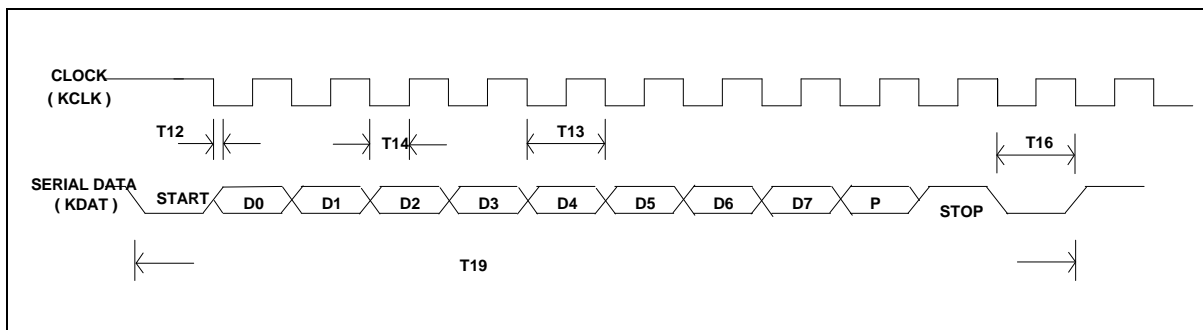 CLOCK
( KCLK )
T12
T14
T13
T16
SERIAL DATA
( KDAT )
START
D0
D1
D2
D3
D4
D5
D6
D7
P
STOP
T19